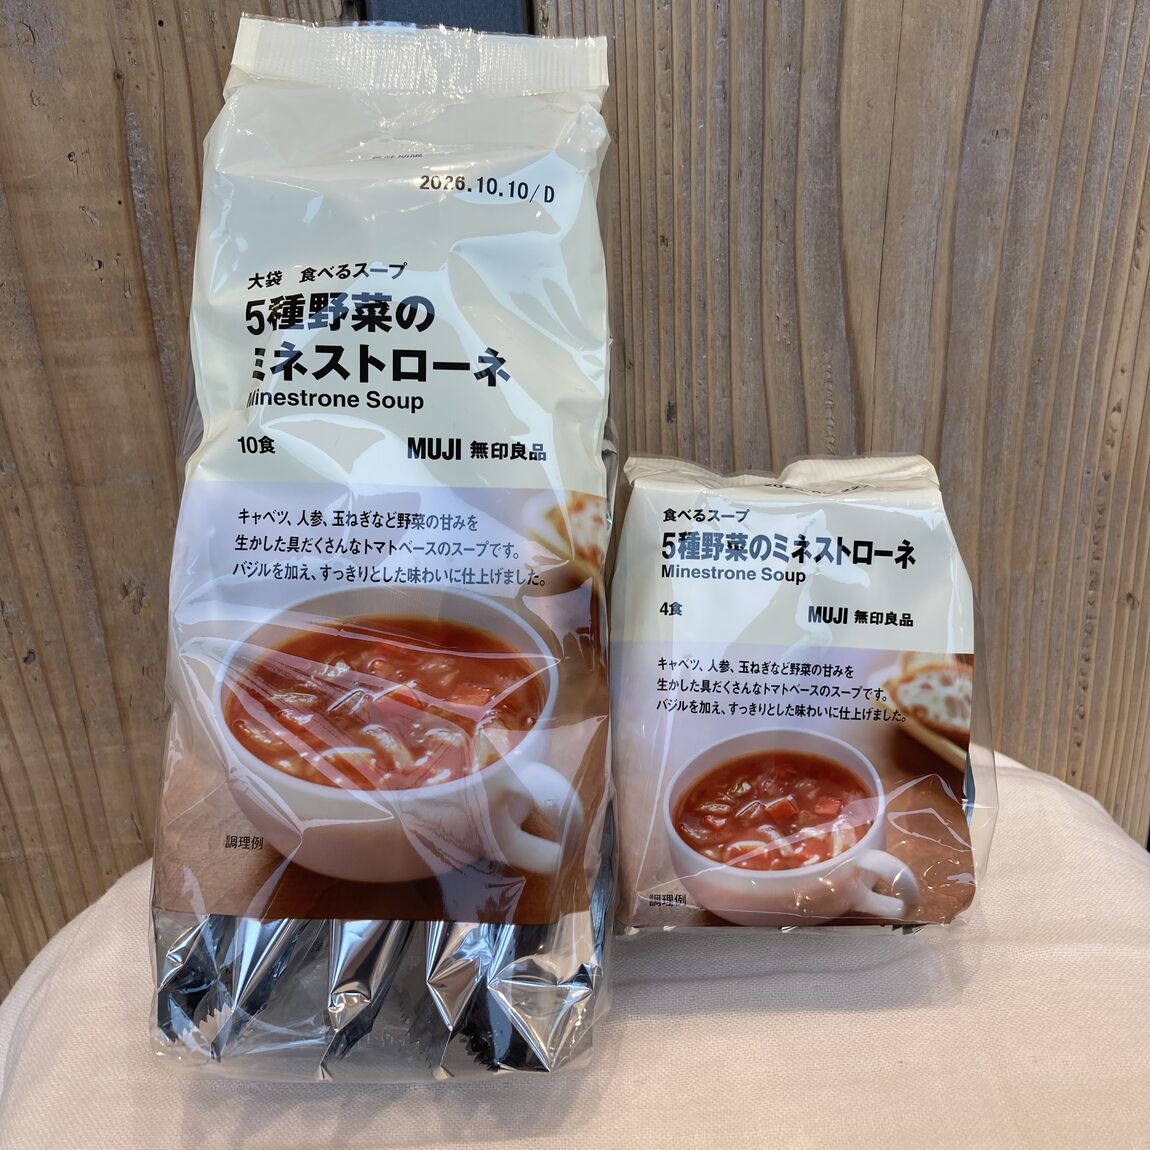 2026.10.10/D
大袋 食べるスープ
5種野菜の
ミネストローネ
Minestrone Soup
10食
MUJI 無印良品
キャベツ、人参、玉ねぎなど野菜の甘みを
生かした具だくさんなトマトベースのスープです。
バジルを加え、すっきりとした味わいに仕上げました。
調理例
食べるスープ
5種野菜のミネストローネ
Minestrone Soup
4食
MUJI 無印良品
キャベツ、人参、玉ねぎなど野菜の甘みを
生かした具だくさんなトマトベースのスープです。
バジルを加え、すっきりとした味わいに仕上げました。
調理例